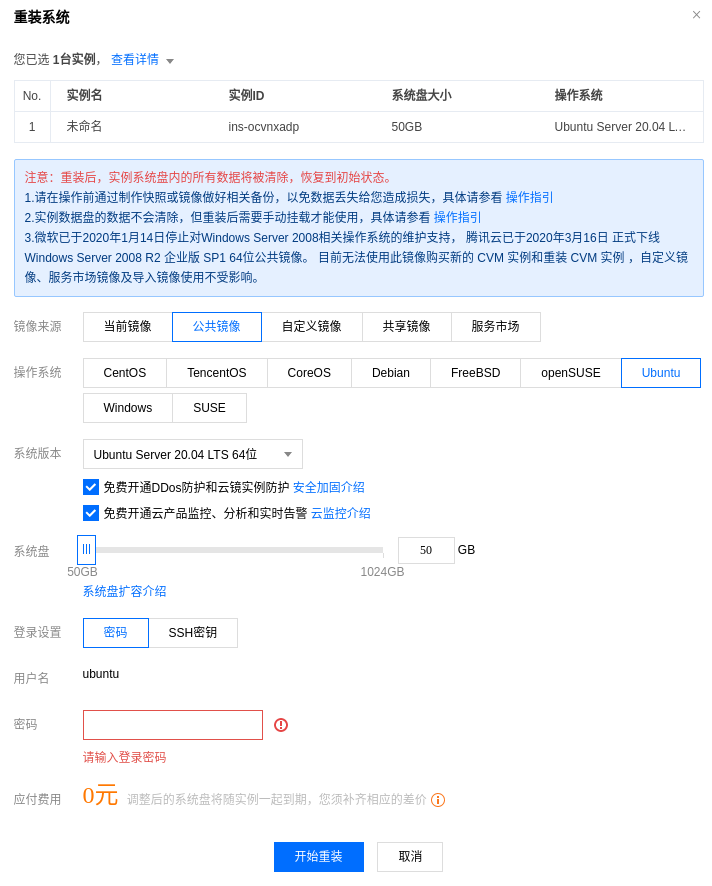 重装系统
您已选 1台实例， 查看详情
No. 实例名 实例ID 系统盘大小 操作系统
1 未命名 ins-ocvnxadp 50GB Ubuntu Server 20.04 L...
注意：重装后，实例系统盘内的所有数据将被清除，恢复到初始状态。
1.请在操作前通过制作快照或镜像做好相关备份，以免数据丢失给您造成损失，具体请参看 操作指引
2.实例数据盘的数据不会清除，但重装后需要手动挂载才能使用，具体请参看 操作指引
3.微软已于2020年1月14日停止对Windows Server 2008相关操作系统的维护支持， 腾讯云已于2020年3月16日 正式下线
Windows Server 2008 R2 企业版 SP1 64位公共镜像。 目前无法使用此镜像购买新的 CVM 实例和重装 CVM 实例 ，自定义镜
像、服务市场镜像及导入镜像使用不受影响。
镜像来源 当前镜像 公共镜像 自定义镜像 共享镜像 服务市场
操作系统 CentOS TencentOS CoreOS Debian FreeBSD openSUSE Ubuntu
Windows SUSE
系统版本 Ubuntu Server 20.04 LTS 64位
免费开通DDos防护和云镜实例防护 安全加固介绍
免费开通云产品监控、分析和实时告警 云监控介绍
系统盘 50 GB
50GB 1024GB
系统盘扩容介绍
登录设置 密码 SSH密钥
用户名 ubuntu
密码
请输入登录密码
应付费用 0元 调整后的系统盘将随实例一起到期，您须补齐相应的差价
开始重装 取消